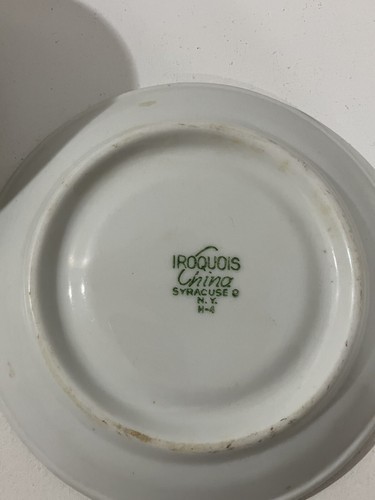 IROQUOIS
China
SYRACUSE
N.Y.
H-4